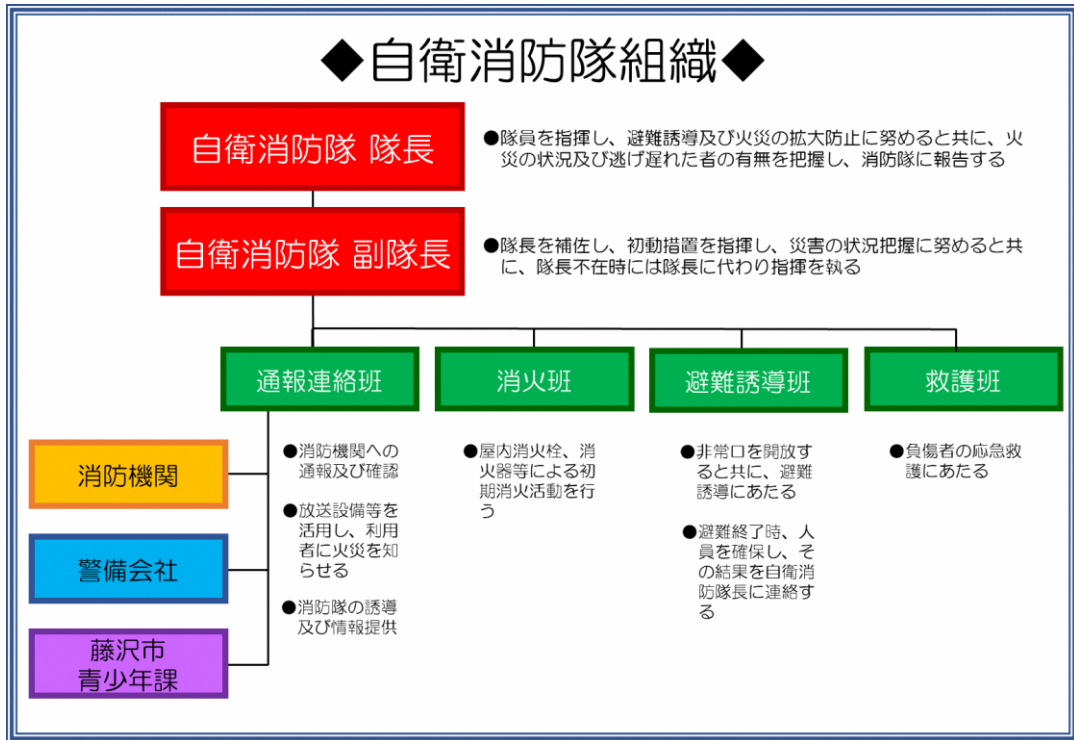 ◆自衛消防隊組織◆
自衛消防隊 隊長
●隊員を指揮し、避難誘導及び火災の拡大防止に努めると共に、火
災の状況及び逃げ遅れた者の有無を把握し、消防隊に報告する
自衛消防隊 副隊長
●隊長を補佐し、初動措置を指揮し、災害の状況把握に努めると共
に、隊長不在時には隊長に代わり指揮を執る
通報連絡班
消火班
避難誘導班
救護班
消防機関
警備会社
藤沢市
青少年課
●消防機関への
通報及び確認
●放送設備等を
活用し、利用
者に火災を知
らせる
●消防隊の誘導
及び情報提供
●屋内消火栓、消
火器等による初
期消火活動を行
う
●非常口を開放す
ると共に、避難
誘導にあたる
●避難終了時、人
員を確保し、そ
の結果を自衛消
防隊長に連絡す
る
●負傷者の応急救
護にあたる